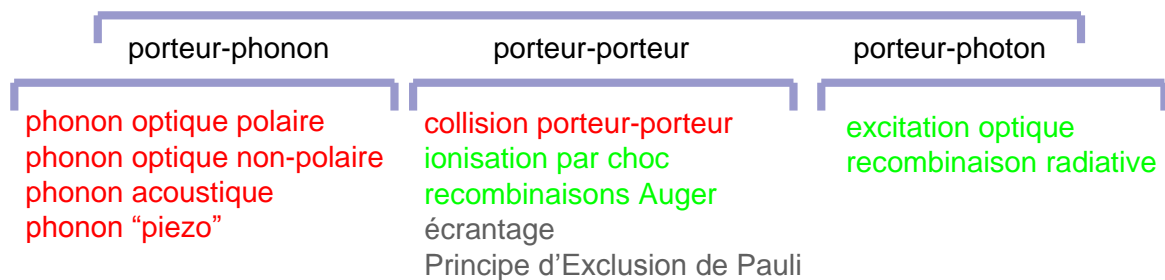 porteur-phonon
porteur-porteur
porteur-photon
phonon optique polaire
phonon optique non-polaire
phonon acoustique
phonon “piezo”
collision porteur-porteur
ionisation par choc
recombinaisons Auger
écrantage
Principe d’Exclusion de Pauli
excitation optique
recombinaison radiative